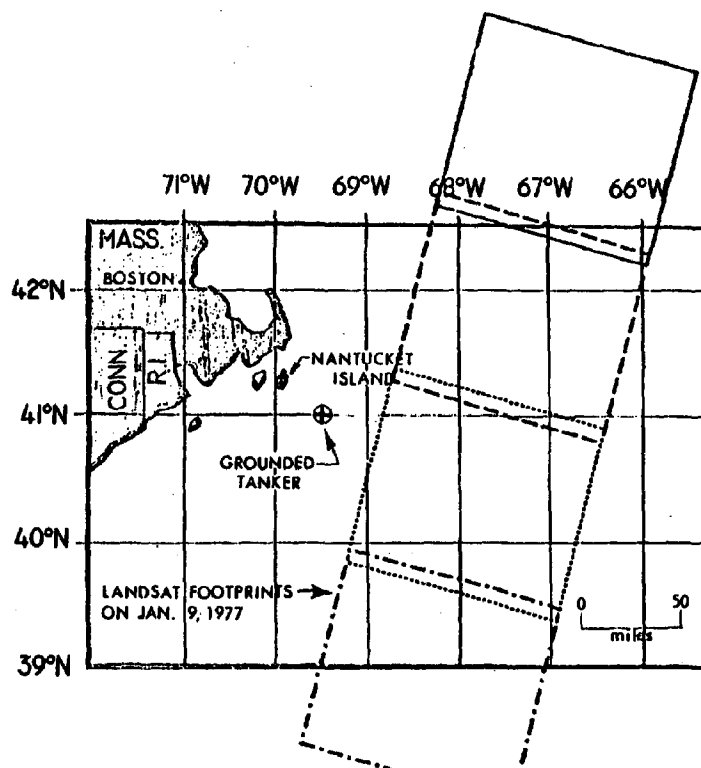 71°W 70°W 69°W 68°W 67°W 66°W
MASS.
BOSTON
42°N
CONN
R.I.
NANTUCKET
ISLAND
41°N
GROUNDED
TANKER
40°N
LANDSAT FOOTPRINTS
ON JAN. 9, 1977
0 50
miles
39°N